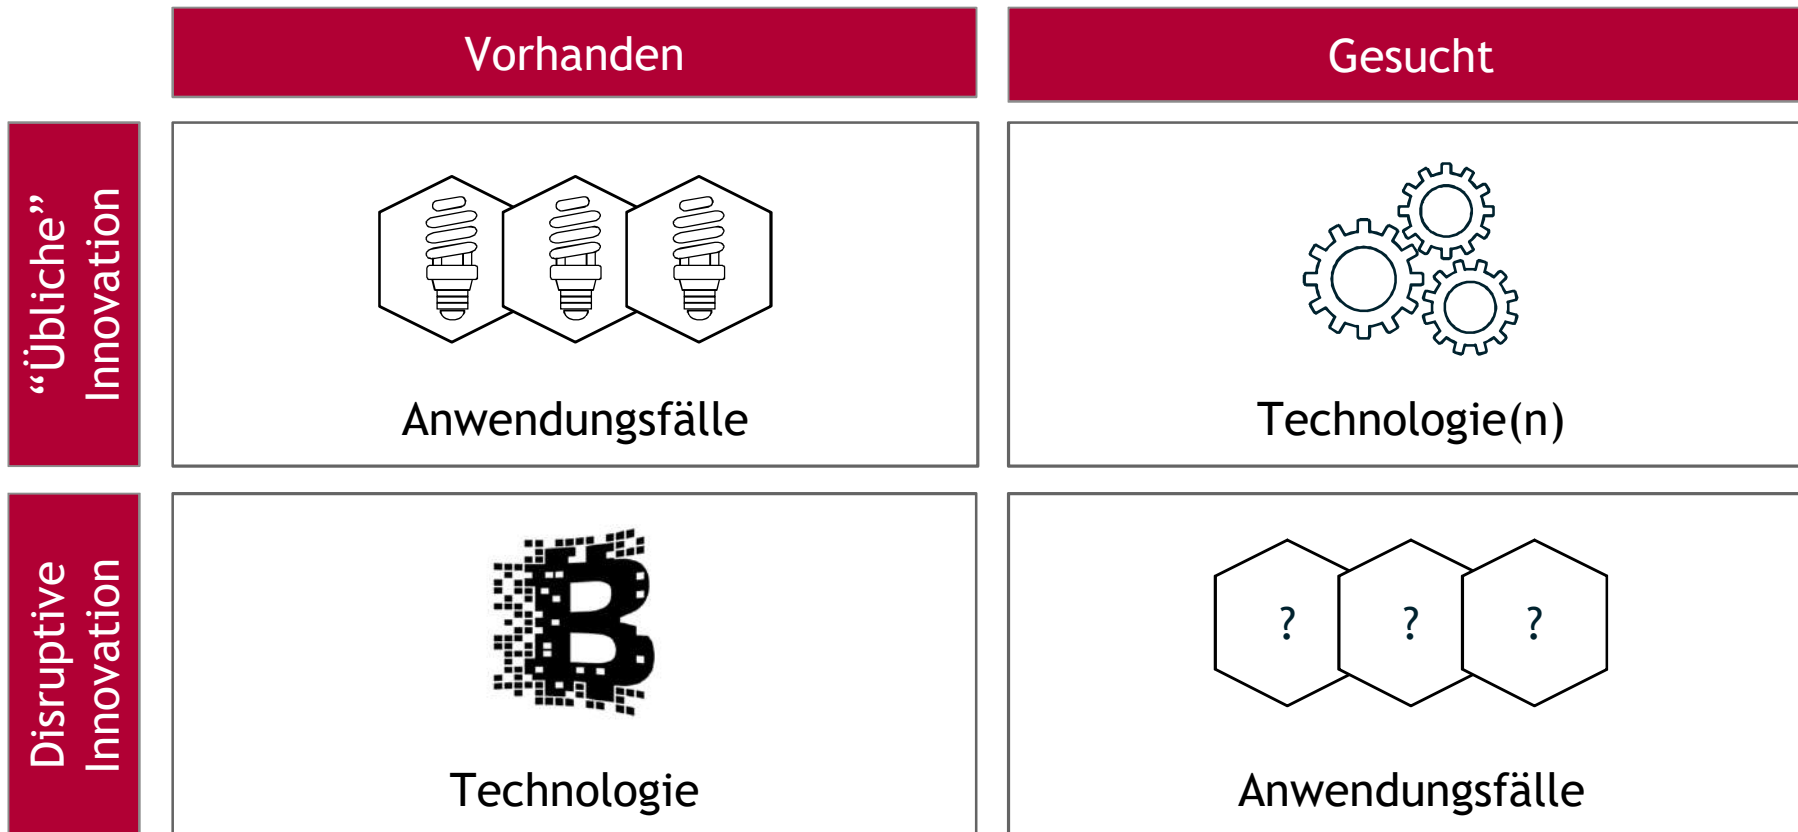 Vorhanden
Gesucht
“Übliche”
Innovation
Anwendungsfälle
Technologie(n)
Disruptive
Innovation
B
Technologie
? ? ?
Anwendungsfälle